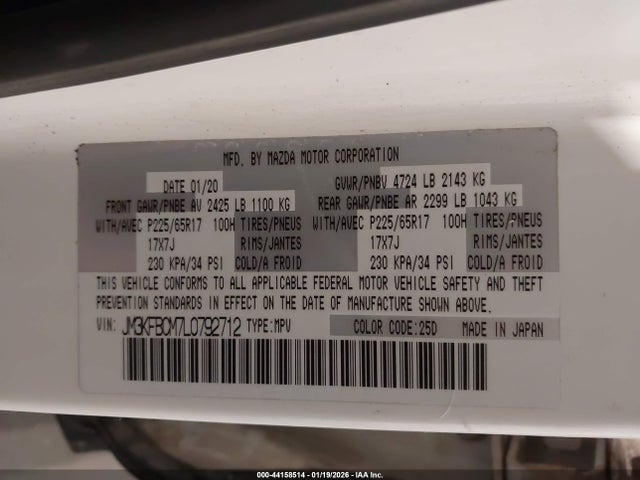 MFD. BY MAZDA MOTOR CORPORATION
DATE 01/20 GVWR/PNBV 4724 LB 2143 KG
FRONT GAWR/PNBE AV 2425 LB 1100 KG REAR GAWR/PNBE AR 2299 LB 1043 KG
WITH/AVEC P225/65R17 100H TIRES/PNEUS WITH/AVEC P225/65R17 100H TIRES/PNEUS
17X7J RIMS/JANTES 17X7J RIMS/JANTES
230 KPA/34 PSI COLD/A FROID 230 KPA/34 PSI COLD/A FROID
THIS VEHICLE CONFORMS TO ALL APPLICABLE FEDERAL MOTOR VEHICLE SAFETY AND THEFT
PREVENTION STANDARDS IN EFFECT ON THE DATE OF MANUFACTURE SHOWN ABOVE.
VIN: JM3KFBCM7L0792712 TYPE:MPV COLOR CODE:25D MADE IN JAPAN
000-44158514 - 01/19/2026 - IAA Inc.